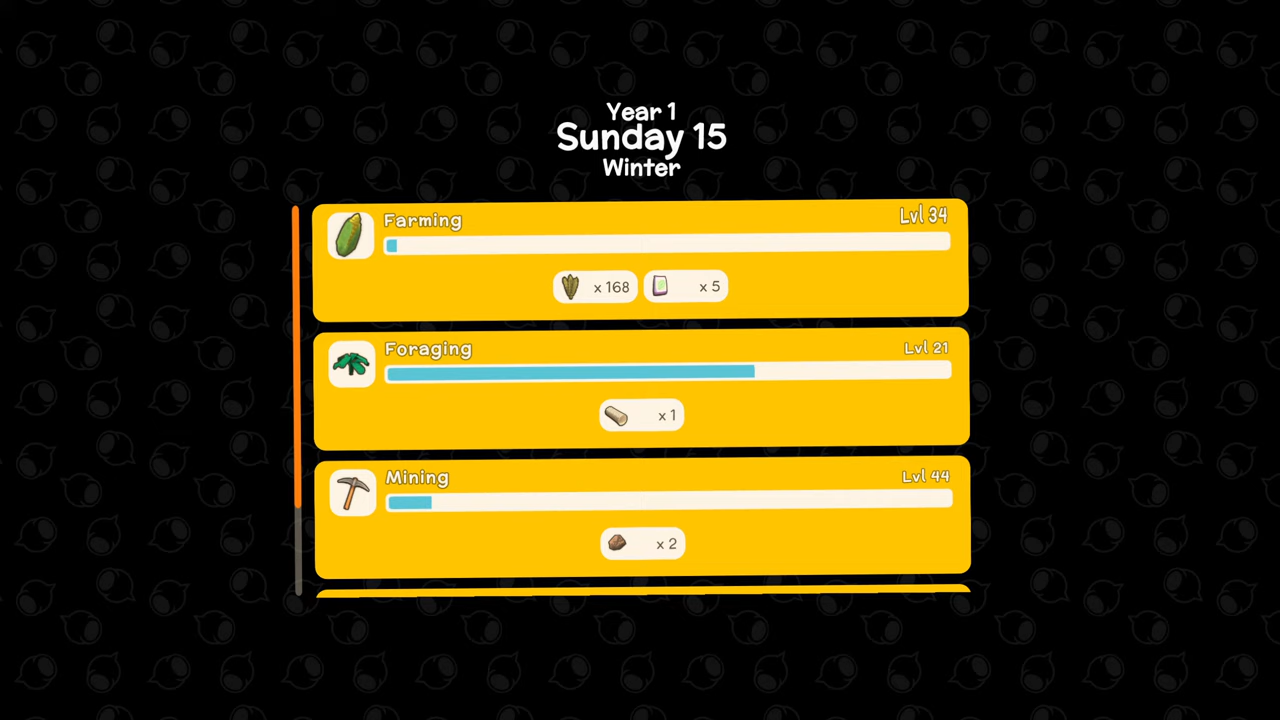 Year 1
Sunday 15
Winter
Farming Lvl 34
x 168 x 5
Foraging Lvl 21
x 1
Mining Lvl 44
x 2